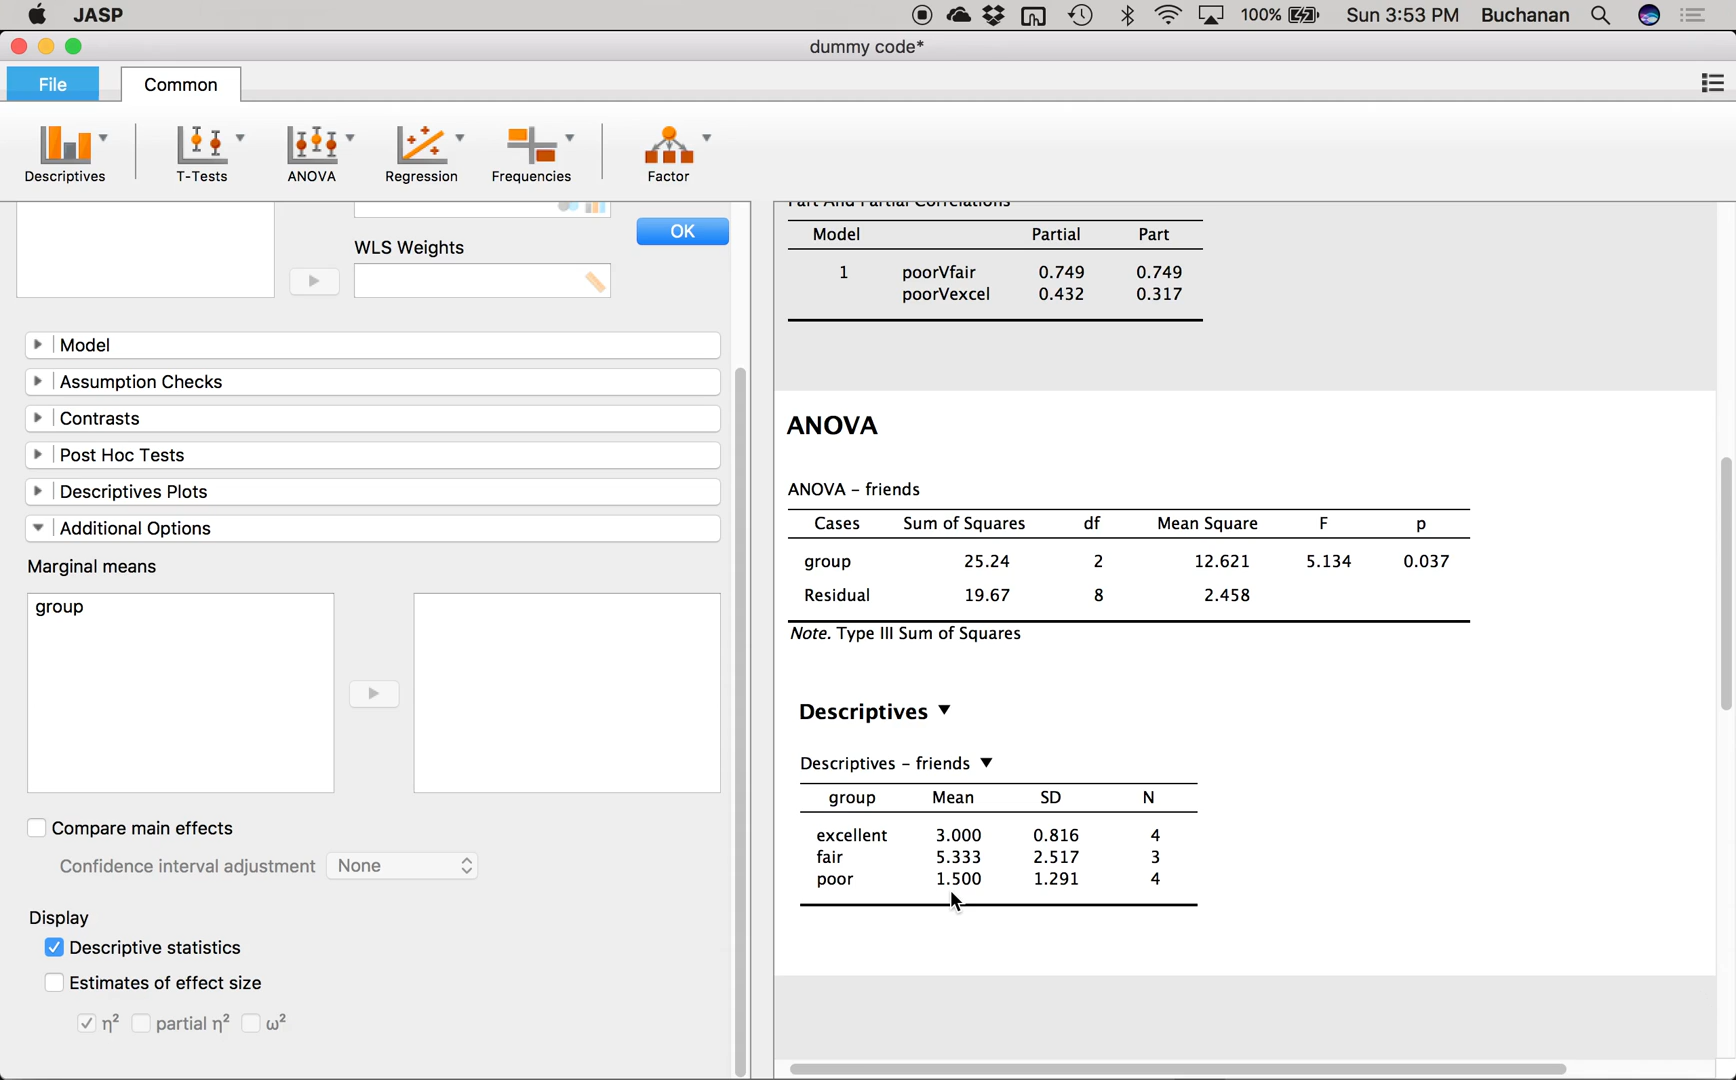 JASP 100% Sun 3:53 PM Buchanan
dummy code*
File Common
Descriptives T-Tests ANOVA Regression Frequencies Factor
OK
WLS Weights
Model
Assumption Checks
Contrasts
Post Hoc Tests
Descriptives Plots
Additional Options
Marginal means
group
Compare main effects
Confidence interval adjustment None
Display
Descriptive statistics
Estimates of effect size
η² partial η² ω²
Part And Partial Correlations
Model Partial Part
1 poorVfair 0.749 0.749
poorVexcel 0.432 0.317
ANOVA
ANOVA – friends
Cases Sum of Squares df Mean Square F p
group 25.24 2 12.621 5.134 0.037
Residual 19.67 8 2.458
Note. Type III Sum of Squares
Descriptives
Descriptives – friends
group Mean SD N
excellent 3.000 0.816 4
fair 5.333 2.517 3
poor 1.500 1.291 4